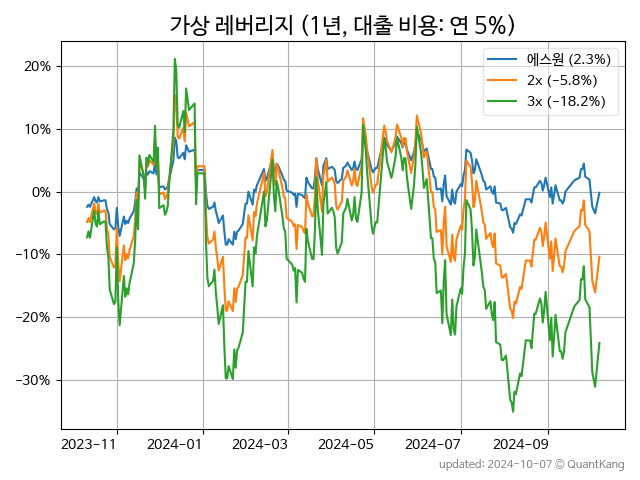 가상 레버리지 (1년, 대출 비용: 연 5%)
에스원 (2.3%)
2x (−5.8%)
3x (−18.2%)
20%
10%
0%
−10%
−20%
−30%
2023-11
2024-01
2024-03
2024-05
2024-07
2024-09
updated: 2024-10-07 © QuantKang